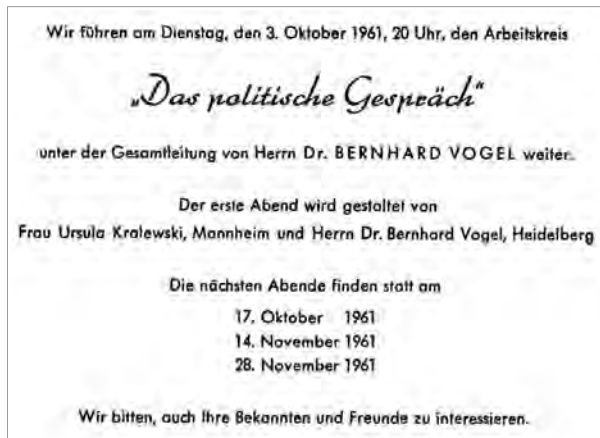 Wir führen am Dienstag, den 3. Oktober 1961, 20 Uhr, den Arbeitskreis
„Das politische Gespräch“
unter der Gesamtleitung von Herrn Dr. BERNHARD VOGEL weiter.
Der erste Abend wird gestaltet von
Frau Ursula Kralewski, Mannheim und Herrn Dr. Bernhard Vogel, Heidelberg
Die nächsten Abende finden statt am
17. Oktober 1961
14. November 1961
28. November 1961
Wir bitten, auch Ihre Bekannten und Freunde zu interessieren.